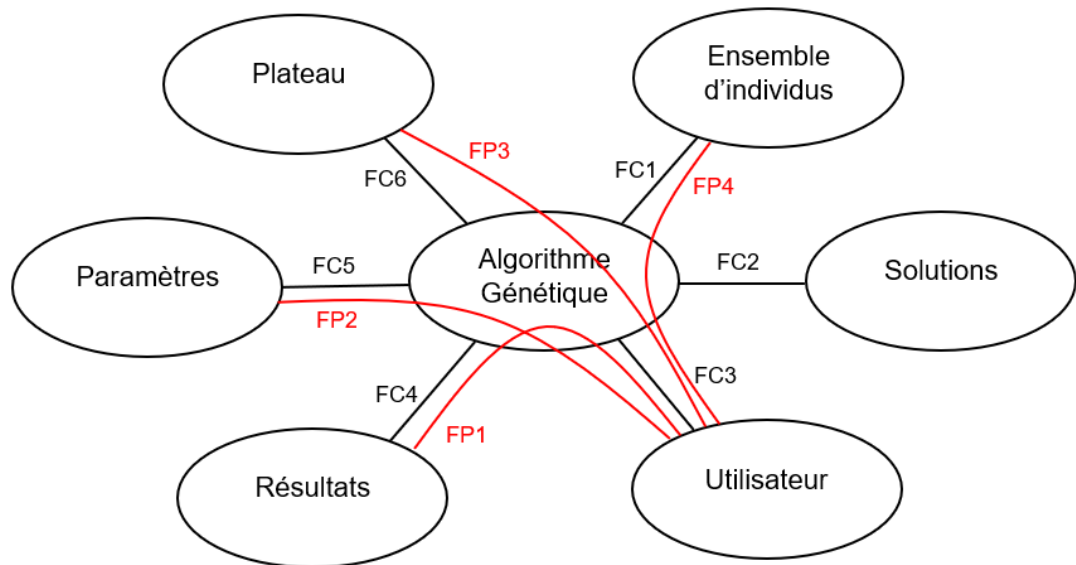 Plateau
Ensemble
d'individus
FP3
FC1
FP4
FC6
Algorithme
Génétique
Paramètres
FC5
FC2
Solutions
FP2
FC3
FC4
FP1
Résultats
Utilisateur